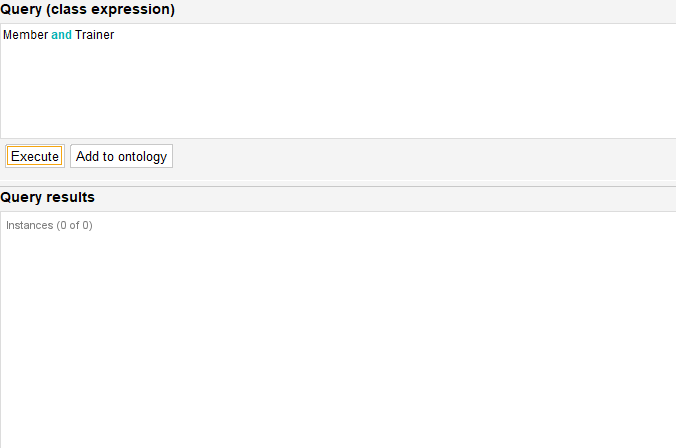 Query (class expression)
Member and Trainer
Execute Add to ontology
Query results
Instances (0 of 0)